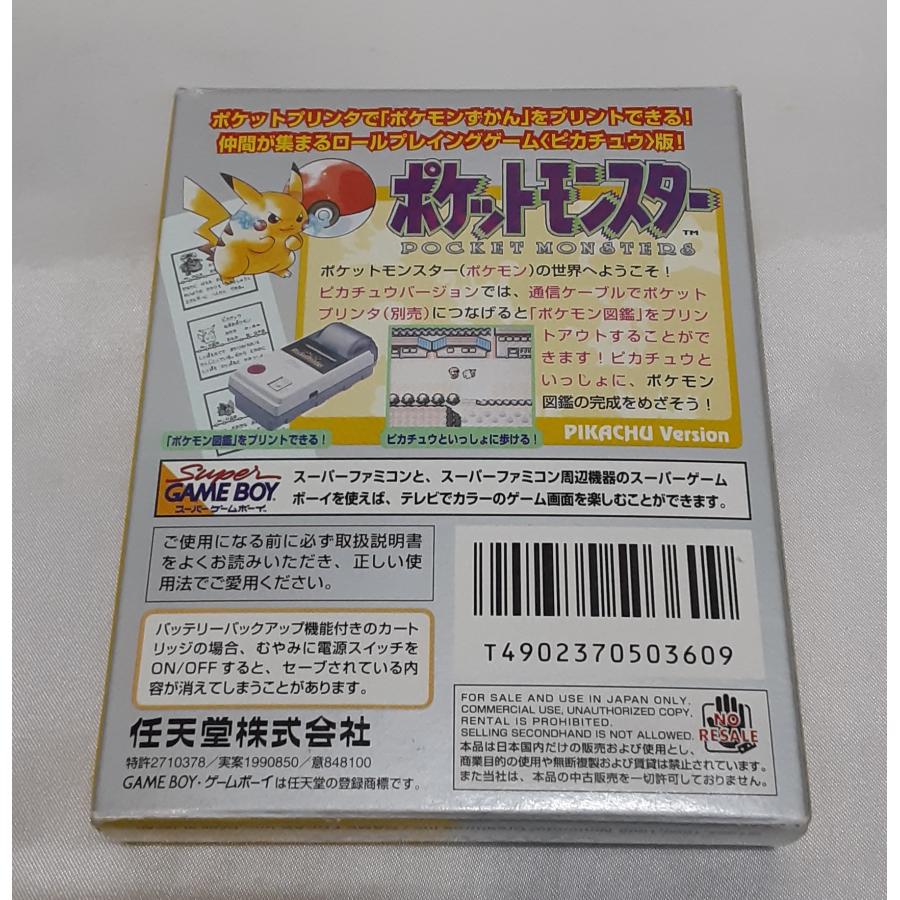 ポケットプリンタで「ポケモンずかん」をプリントできる!
仲間が集まるロールプレイングゲーム〈ピカチュウ〉版!
ポケットモンスター
TM
POCKET MONSTERS
ポケットモンスター(ポケモン)の世界へようこそ!
ピカチュウバージョンでは、通信ケーブルでポケット
プリンタ(別売)につなげると「ポケモン図鑑」をプリン
トアウトすることがで
きます!ピカチュウと
いっしょに、ポケモン
図鑑の完成をめざそう!
「ポケモン図鑑」をプリントできる!
ピカチュウといっしょに歩ける!
PIKACHU Version
Super
GAME BOY
スーパーゲームボーイ
スーパーファミコンと、スーパーファミコン周辺機器のスーパーゲーム
ボーイを使えば、テレビでカラーのゲーム画面を楽しむことができます。
ご使用になる前に必ず取扱説明書
をよくお読みいただき、正しい使
用法でご愛用ください。
バッテリーバックアップ機能付きのカート
リッジの場合、むやみに電源スイッチを
ON/OFFすると、セーブされている内
容が消えてしまうことがあります。
T4902370503609
任天堂株式会社
特許2710378/実案1990850/意848100
GAME BOY・ゲームボーイは任天堂の登録商標です。
FOR SALE AND USE IN JAPAN ONLY.
COMMERCIAL USE, UNAUTHORIZED COPY,
RENTAL IS PROHIBITED.
SELLING SECONDHAND IS NOT ALLOWED.
本品は日本国内だけの販売および使用とし、
商業目的の使用や無断複製および賃貸は禁止されています。
また当社は、本品の中古販売を一切許可しておりません。
NO
RESALE